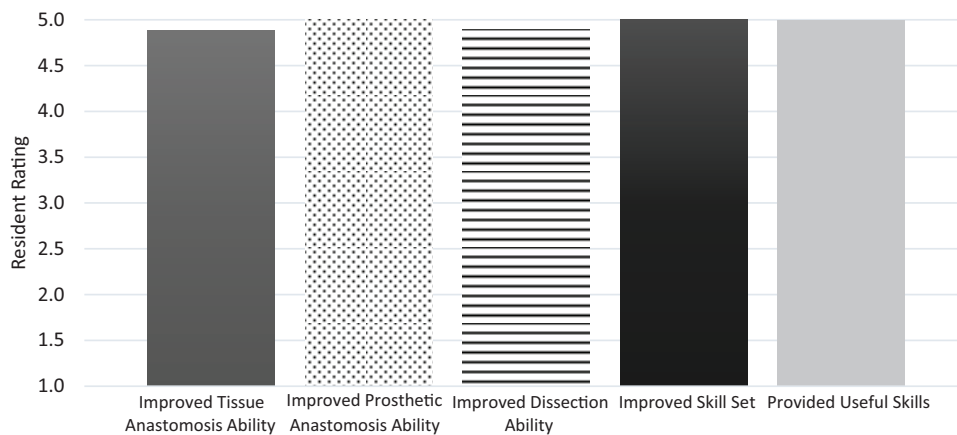 5.0
4.5
4.0
3.5
3.0
2.5
2.0
1.5
1.0
Resident Rating
Improved Tissue
Anastomosis Ability
Improved Prosthetic
Anastomosis Ability
Improved Dissection
Ability
Improved Skill Set
Provided Useful Skills